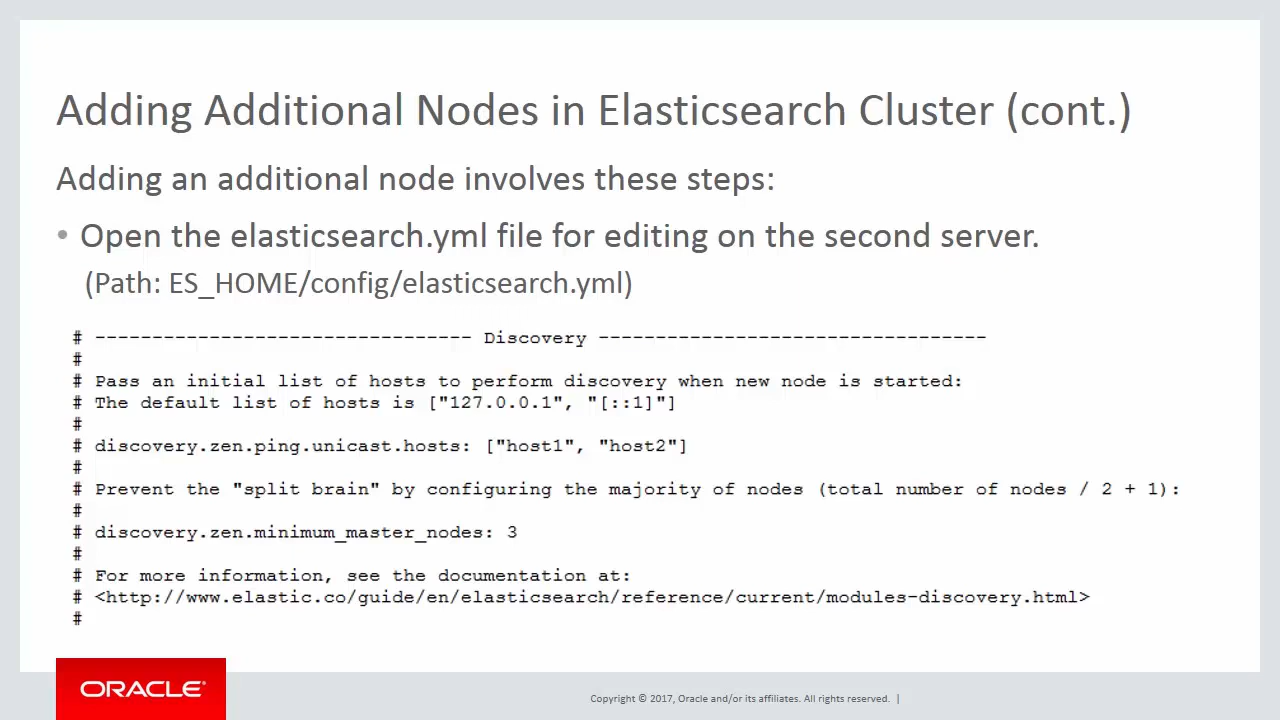 Adding Additional Nodes in Elasticsearch Cluster (cont.)
Adding an additional node involves these steps:
• Open the elasticsearch.yml file for editing on the second server.
(Path: ES_HOME/config/elasticsearch.yml)
# --------------------------------- Discovery ----------------------------------
#
# Pass an initial list of hosts to perform discovery when new node is started:
# The default list of hosts is ["127.0.0.1", "[::1]"]
#
# discovery.zen.ping.unicast.hosts: ["host1", "host2"]
#
# Prevent the "split brain" by configuring the majority of nodes (total number of nodes / 2 + 1):
#
# discovery.zen.minimum_master_nodes: 3
#
# For more information, see the documentation at:
# <http://www.elastic.co/guide/en/elasticsearch/reference/current/modules-discovery.html>
#
ORACLE®
Copyright © 2017, Oracle and/or its affiliates. All rights reserved. |